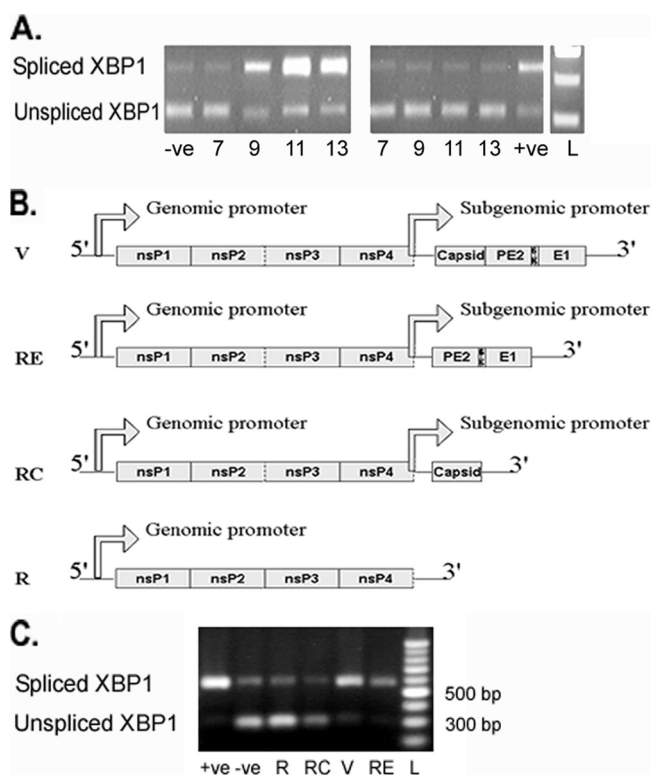 A.
Spliced XBP1
Unspliced XBP1
-ve 7 9 11 13 7 9 11 13 +ve L
B.
Genomic promoter Subgenomic promoter
V 5' nsP1 nsP2 nsP3 nsP4 Capsid PE2 E1 3'
Genomic promoter Subgenomic promoter
RE 5' nsP1 nsP2 nsP3 nsP4 PE2 E1 3'
Genomic promoter Subgenomic promoter
RC 5' nsP1 nsP2 nsP3 nsP4 Capsid 3'
Genomic promoter
R 5' nsP1 nsP2 nsP3 nsP4 3'
C.
Spliced XBP1
500 bp
Unspliced XBP1 300 bp
+ve -ve R RC V RE L